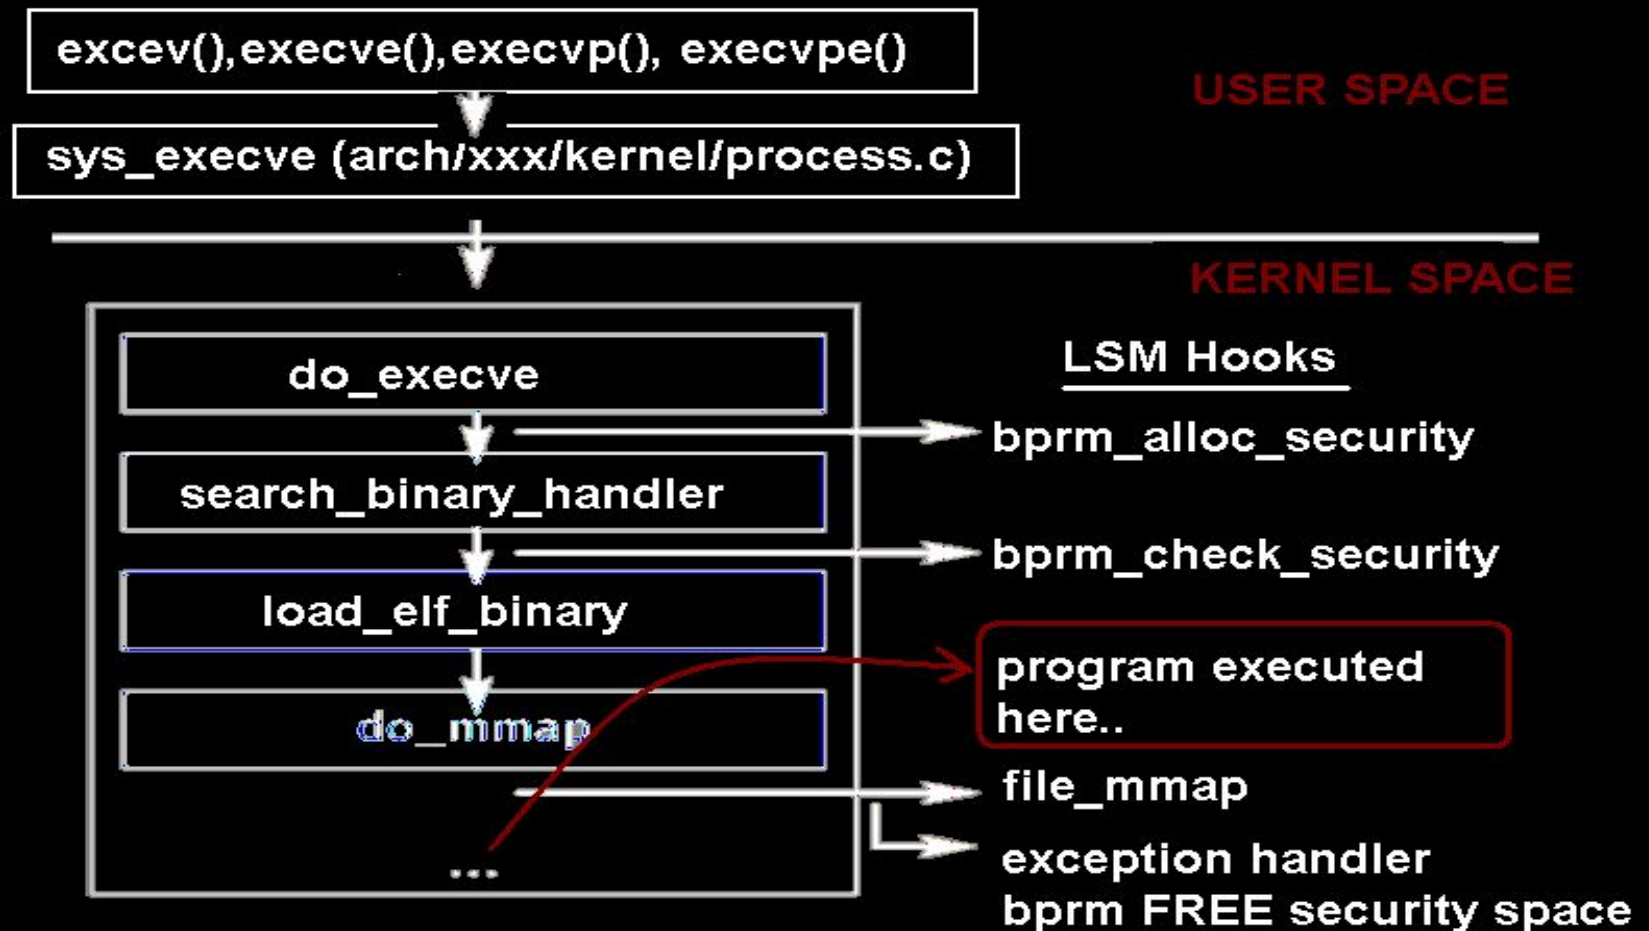 excev(),execve(),execvp(), execvpe()
USER SPACE
sys_execve (arch/xxx/kernel/process.c)
KERNEL SPACE
do_execve
LSM Hooks
bprm_alloc_security
search_binary_handler
bprm_check_security
load_elf_binary
program executed
here..
do_mmap
file_mmap
...
exception handler
bprm FREE security space